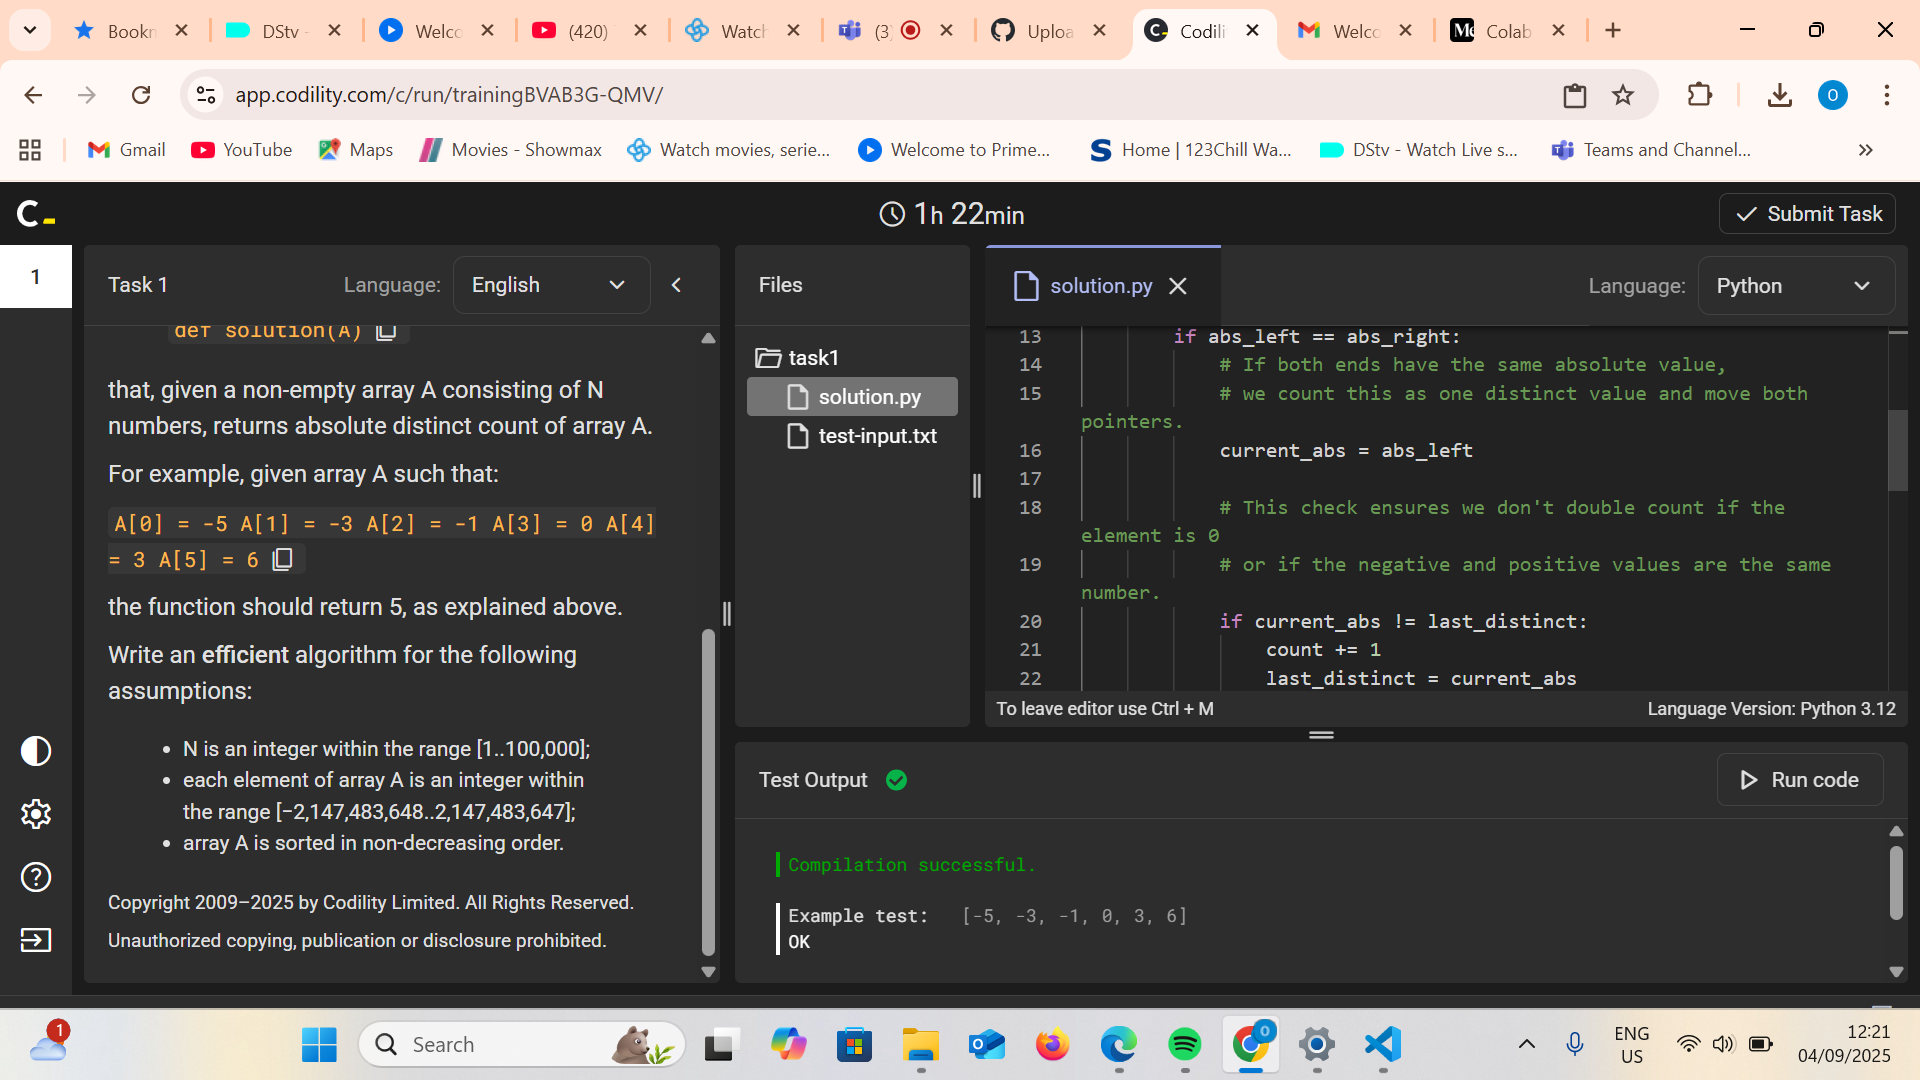 Bookn
DStv -
Welco
(420)
Watch
(3)
Uploa
Codili
Welco
Colab
app.codility.com/c/run/trainingBVAB3G-QMV/
O
Gmail
YouTube
Maps
Movies - Showmax
Watch movies, serie...
Welcome to Prime...
Home | 123Chill Wa...
DStv - Watch Live s...
Teams and Channel...
1h 22min
Submit Task
1
Task 1
Language:
English
Files
solution.py
Language:
Python
def solution(A)
that, given a non-empty array A consisting of N
numbers, returns absolute distinct count of array A.
For example, given array A such that:
A[0] = -5 A[1] = -3 A[2] = -1 A[3] = 0 A[4]
= 3 A[5] = 6
the function should return 5, as explained above.
Write an efficient algorithm for the following
assumptions:
• N is an integer within the range [1..100,000];
• each element of array A is an integer within
the range [−2,147,483,648..2,147,483,647];
• array A is sorted in non-decreasing order.
Copyright 2009–2025 by Codility Limited. All Rights Reserved.
Unauthorized copying, publication or disclosure prohibited.
task1
solution.py
test-input.txt
13 if abs_left == abs_right:
14 # If both ends have the same absolute value,
15 # we count this as one distinct value and move both
pointers.
16 current_abs = abs_left
17
18 # This check ensures we don't double count if the
element is 0
19 # or if the negative and positive values are the same
number.
20 if current_abs != last_distinct:
21 count += 1
22 last_distinct = current_abs
To leave editor use Ctrl + M
Language Version: Python 3.12
Test Output
Run code
Compilation successful.
Example test: [-5, -3, -1, 0, 3, 6]
OK
1
Search
O
ENG
US
12:21
04/09/2025